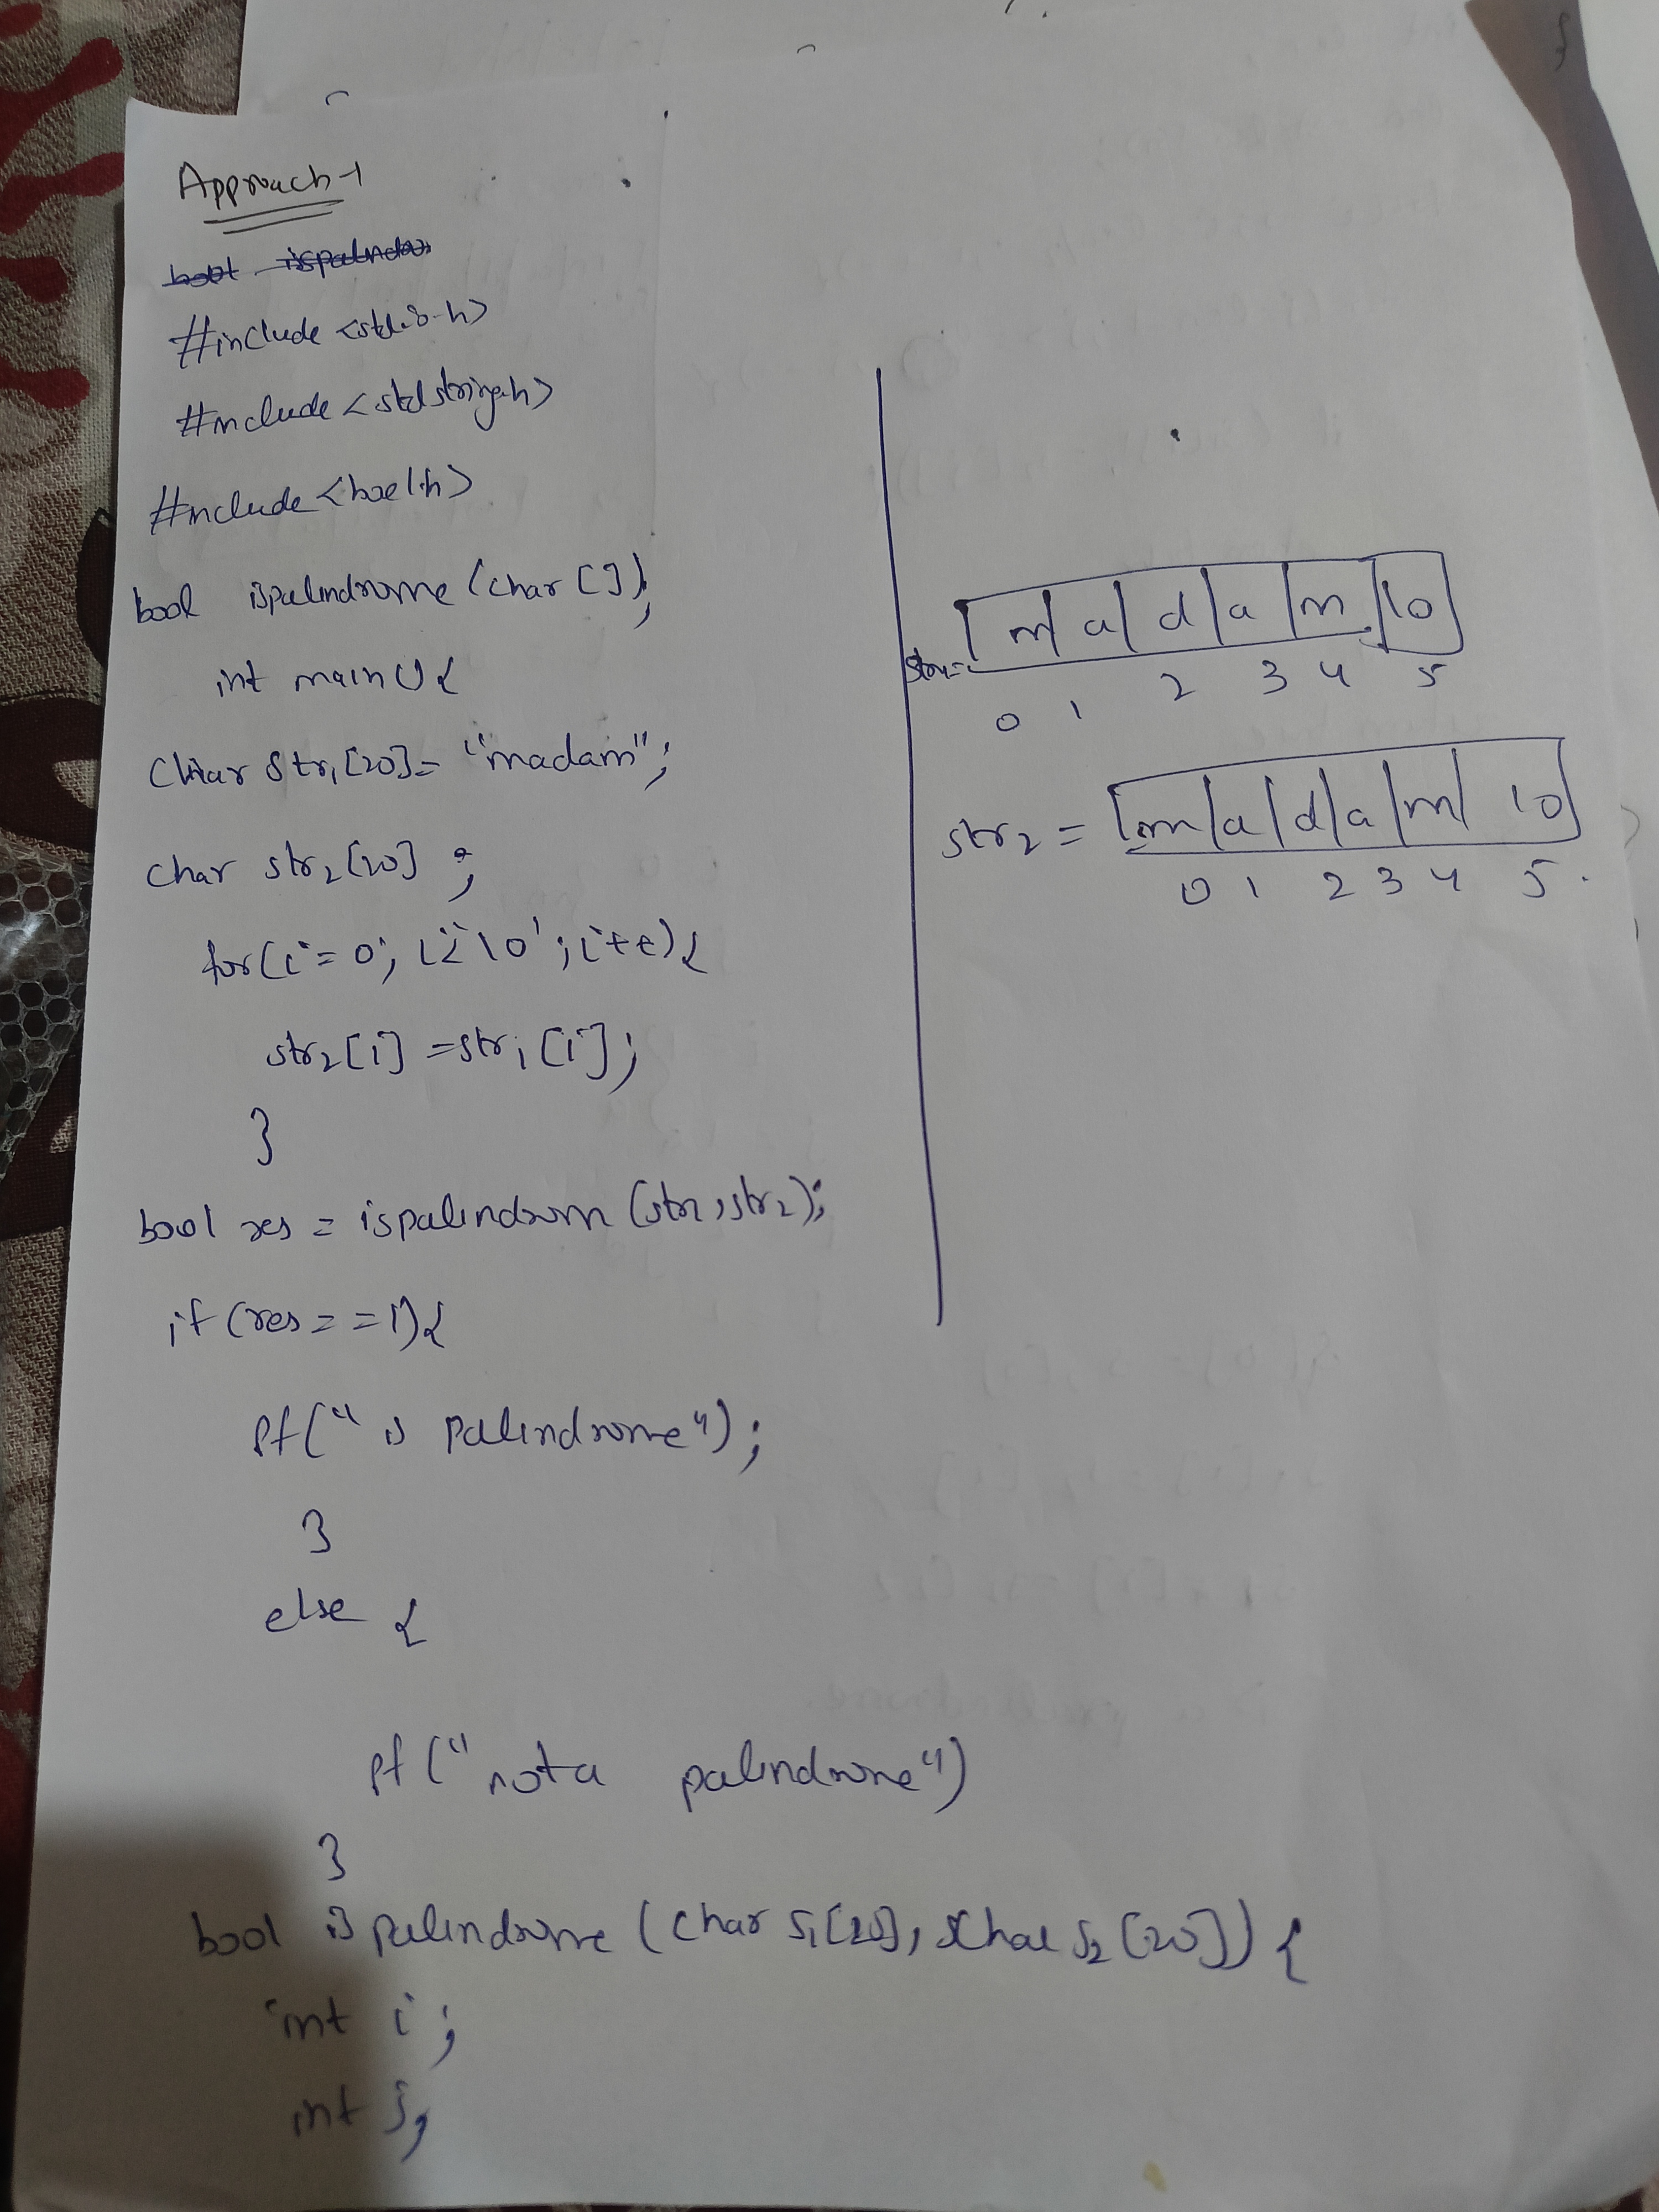 Approach-1
#include <stdio.h>
#include <stdstring.h>
#include <bool.h>
bool ispalindrome (char []);
int main() {
Char str1[20]= "madam";
char str2[20] ;
for(i=0; i<'\0'; i++){
str2[i] =str1[i];
}
bool res = ispalindrom (str1,str2);
if (res==1){
Pf(" is palindrome");
}
else {
Pf("not a palindrome")
}
bool ispalindrome (char s1[20], char s2[20]) {
int i;
int j;
str1=
m a d a m \0
0 1 2 3 4 5
str2 = m a d a m \0
0 1 2 3 4 5